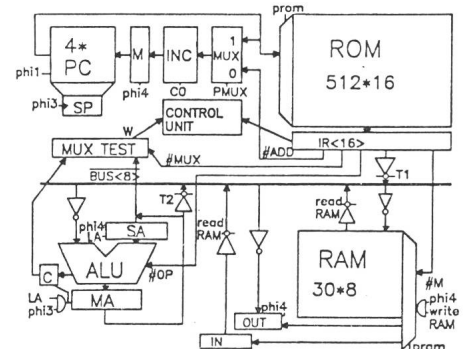 prom
4*
PC
M
INC
1
MUX
0
ROM
512*16
phi1
phi3
SP
phi4
CO
PMUX
CONTROL
UNIT
W
MUX TEST
#MUX
#ADD
IR<16>
BUS<8>
T2
T1
phi4
LA
SA
read
RAM
read
RAM
ALU
#OP
C
RAM
30*8
#M
LA
phi3
MA
phi4
OUT
phi4
write
RAM
IN
pram